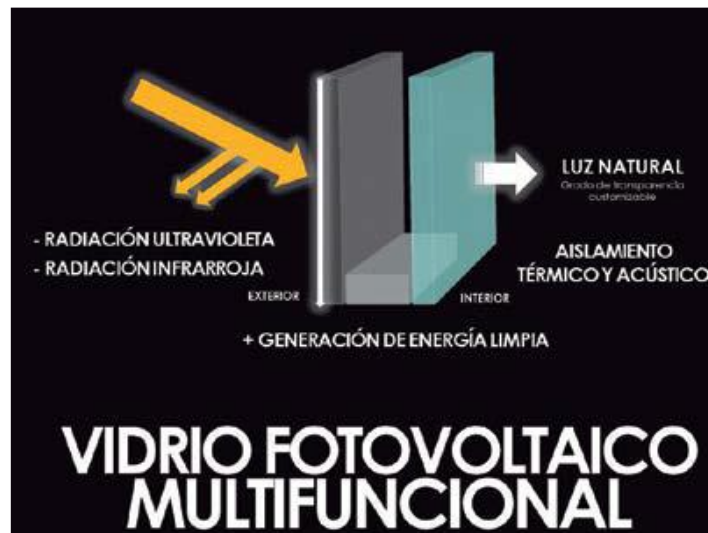 LUZ NATURAL
Grado de transparencia
customizable
- RADIACIÓN ULTRAVIOLETA
- RADIACIÓN INFRARROJA
AISLAMIENTO
TÉRMICO Y ACÚSTICO
EXTERIOR
INTERIOR
+ GENERACIÓN DE ENERGÍA LIMPIA
VIDRIO FOTOVOLTAICO
MULTIFUNCIONAL